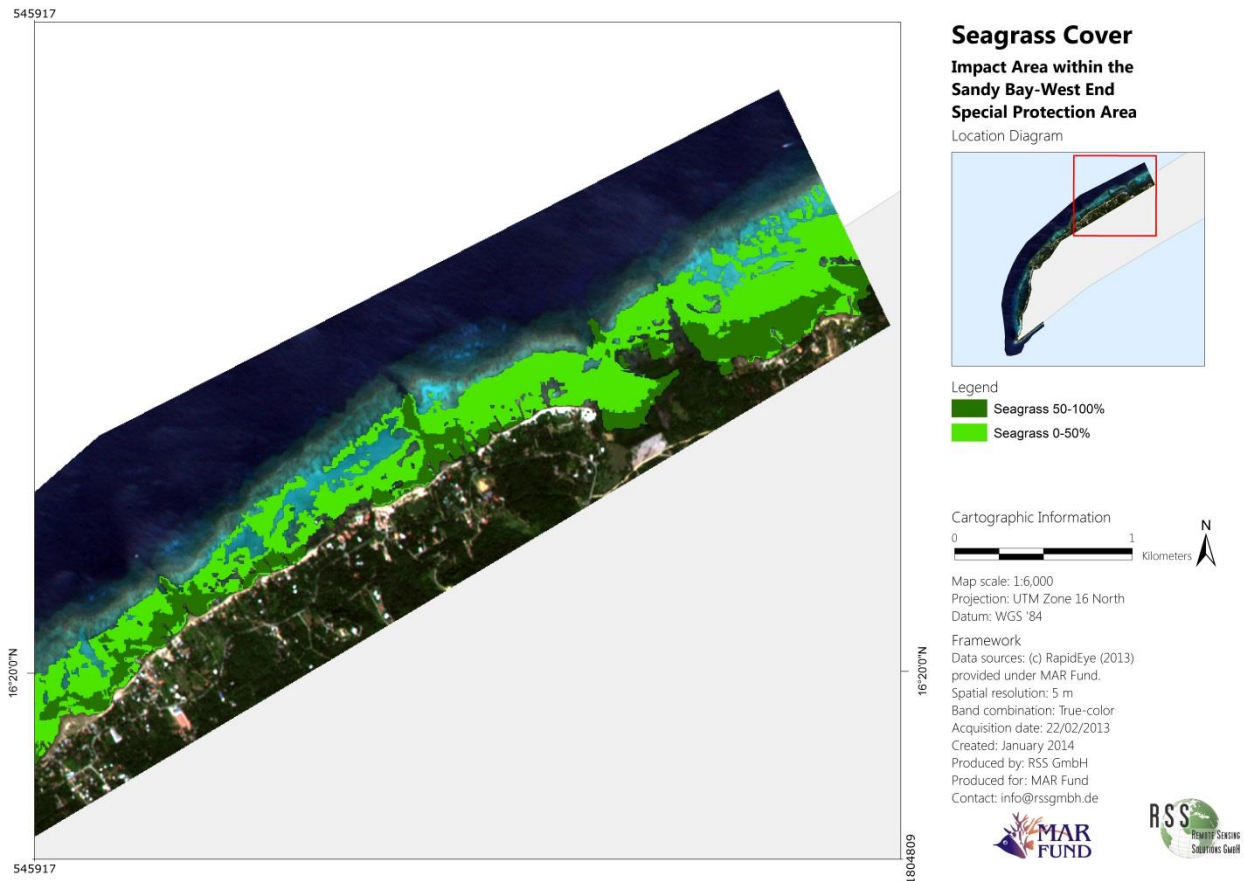 545917
Seagrass Cover
Impact Area within the
Sandy Bay-West End
Special Protection Area
Location Diagram
Legend
Seagrass 50-100%
Seagrass 0-50%
Cartographic Information
N
0 1
Kilometers
Map scale: 1:6,000
Projection: UTM Zone 16 North
Datum: WGS '84
Framework
Data sources: (c) RapidEye (2013)
provided under MAR Fund.
Spatial resolution: 5 m
Band combination: True-color
Acquisition date: 22/02/2013
Created: January 2014
Produced by: RSS GmbH
Produced for: MAR Fund
Contact: info@rssgmbh.de
MAR
FUND
RSS
REMOTE SENSING
SOLUTIONS GMBH
16°20'0"N
16°20'0"N
545917
1804809